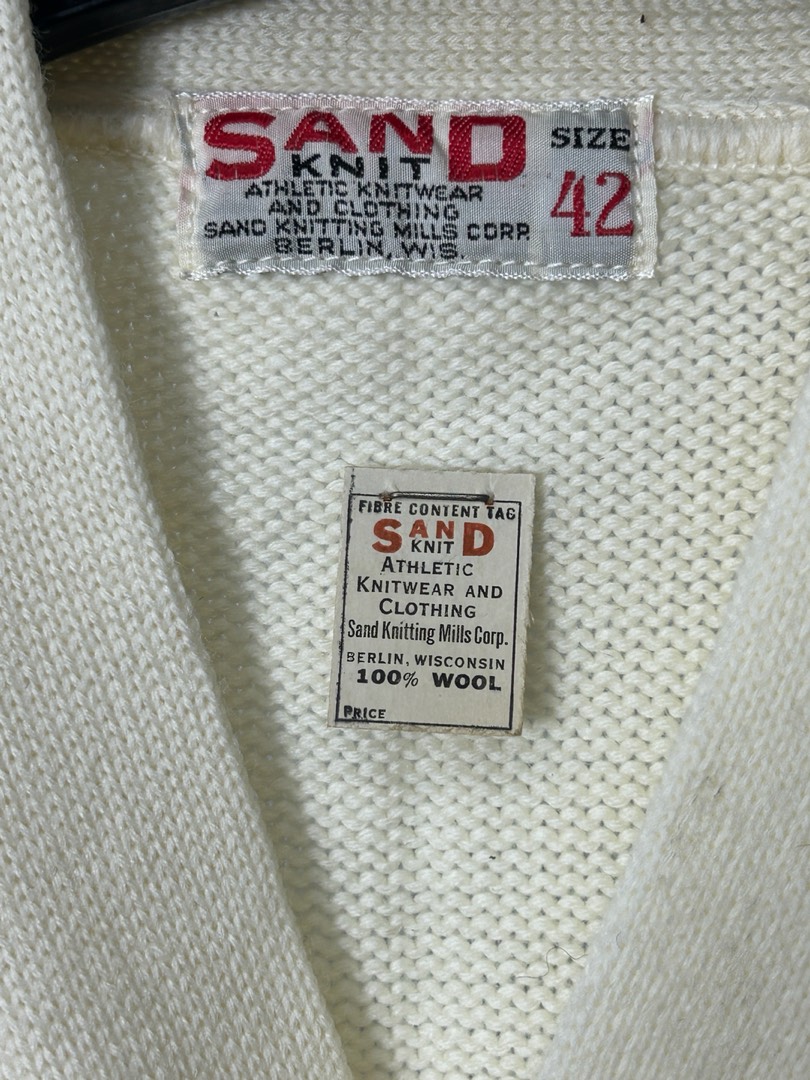 SAND SIZE
KNIT 42
ATHLETIC KNITWEAR
AND CLOTHING
SAND KNITTING MILLS CORP.
BERLIN, WIS.
FIBRE CONTENT TAG
SAND
KNIT
ATHLETIC
KNITWEAR AND
CLOTHING
Sand Knitting Mills Corp.
BERLIN, WISCONSIN
100% WOOL
PRICE